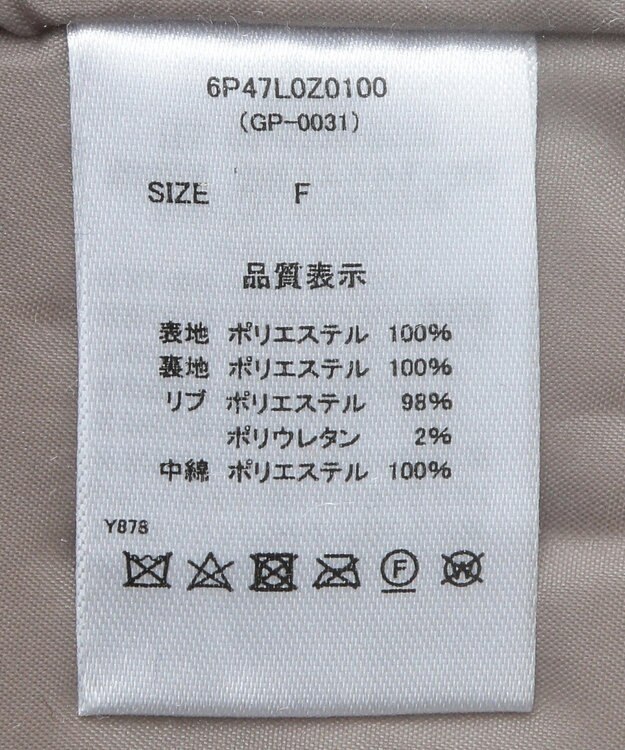 6P47L0Z0100
(GP-0031)
SIZE F
品質表示
表地 ポリエステル 100%
裏地 ポリエステル 100%
リブ ポリエステル 98%
ポリウレタン 2%
中綿 ポリエステル 100%
Y878
F W